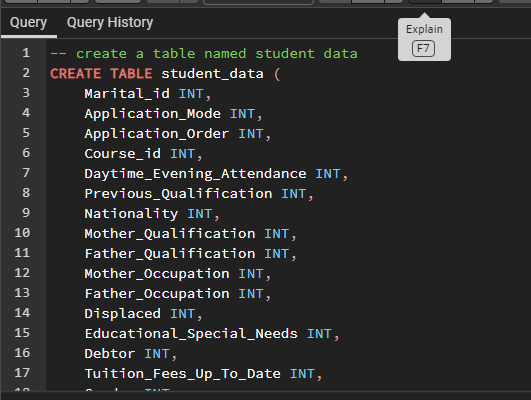 Query Query History
Explain
F7
1 -- create a table named student data
2 CREATE TABLE student_data (
3 Marital_id INT,
4 Application_Mode INT,
5 Application_Order INT,
6 Course_id INT,
7 Daytime_Evening_Attendance INT,
8 Previous_Qualification INT,
9 Nationality INT,
10 Mother_Qualification INT,
11 Father_Qualification INT,
12 Mother_Occupation INT,
13 Father_Occupation INT,
14 Displaced INT,
15 Educational_Special_Needs INT,
16 Debtor INT,
17 Tuition_Fees_Up_To_Date INT,